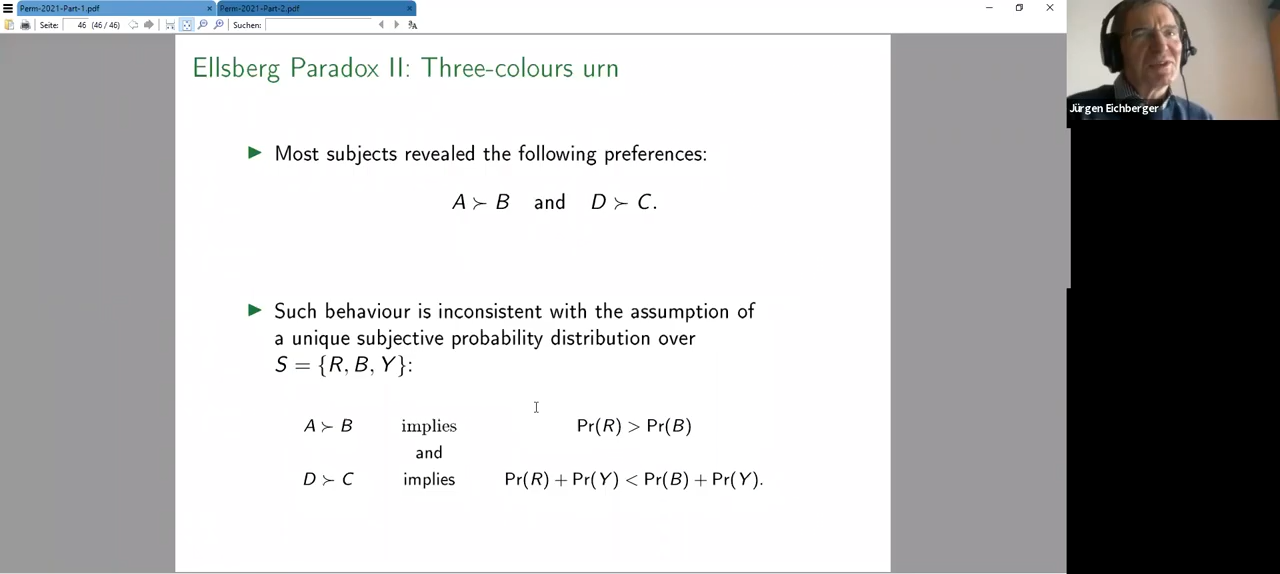 Perm-2021-Part-1.pdf × Perm-2021-Part-2.pdf ×
Seite: 46 (46 / 46) Suchen:
Ellsberg Paradox II: Three-colours urn
Jürgen Eichberger
▶ Most subjects revealed the following preferences:
A ≻ B and D ≻ C.
▶ Such behaviour is inconsistent with the assumption of
a unique subjective probability distribution over
S = {R, B, Y}:
A ≻ B implies Pr(R) > Pr(B)
and
D ≻ C implies Pr(R) + Pr(Y) < Pr(B) + Pr(Y).